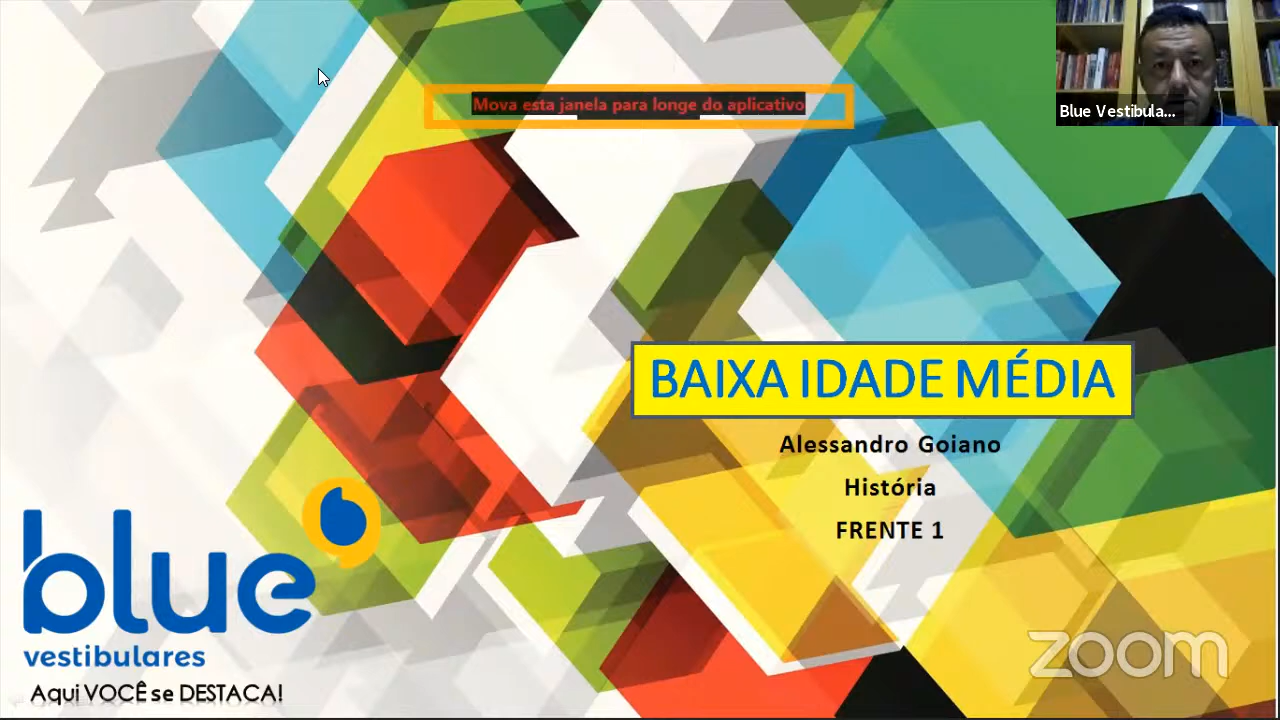 Mova esta janela para longe do aplicativo
Blue Vestibula...
BAIXA IDADE MÉDIA
Alessandro Goiano
História
FRENTE 1
blue
vestibulares
Aqui VOCÊ se DESTACA!
zoom